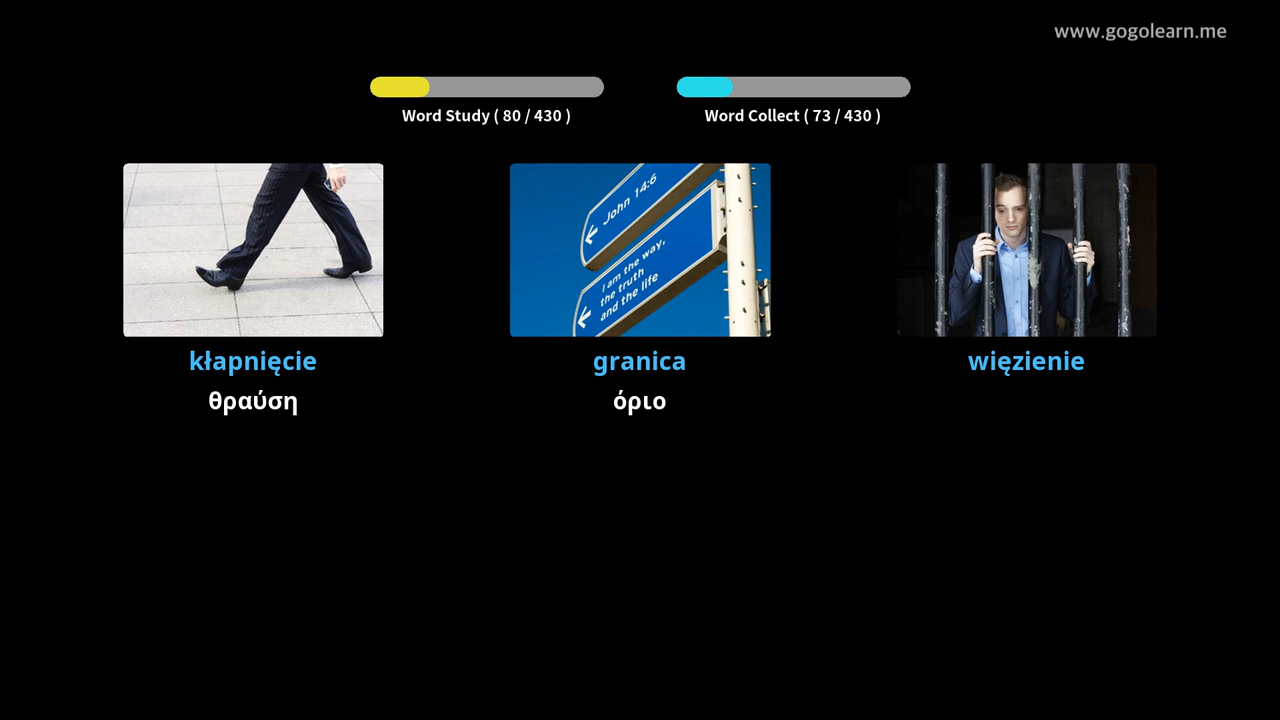 www.gogolearn.me
Word Study ( 80 / 430 )
Word Collect ( 73 / 430 )
John 14:6
I am the way,
the truth
and the life
kłapnięcie
granica
więzienie
θραύση
όριο